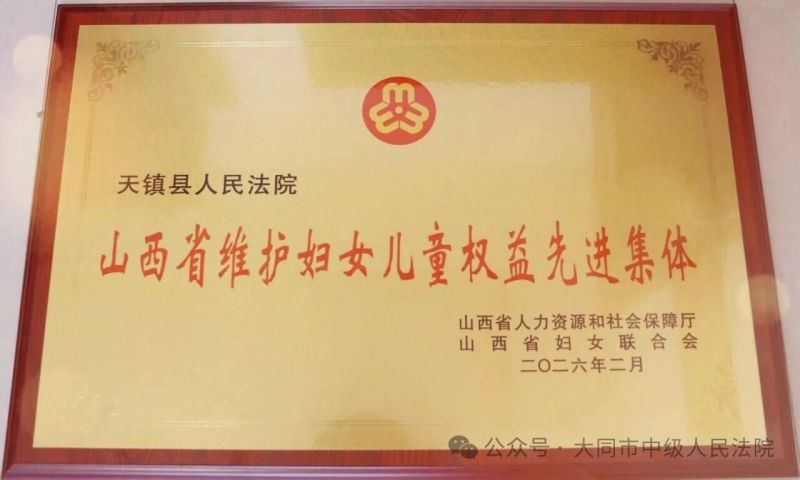 天镇县人民法院
山西省维护妇女儿童权益先进集体
山西省人力资源和社会保障厅
山西省妇女联合会
二〇二六年二月
公众号·大同市中级人民法院